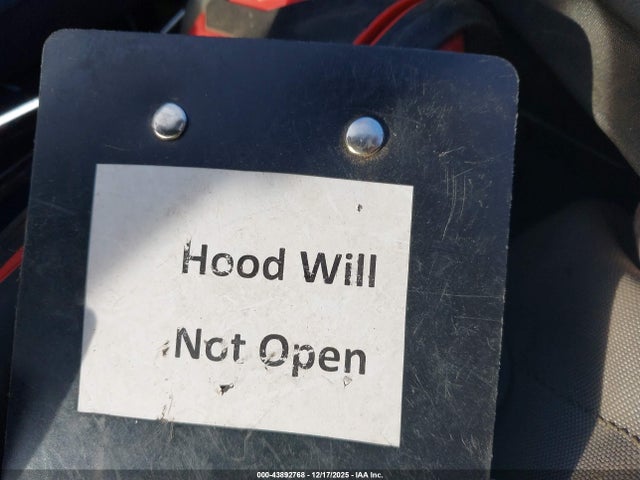 Hood Will
Not Open
000-43892768 - 12/17/2025 - IAA Inc.